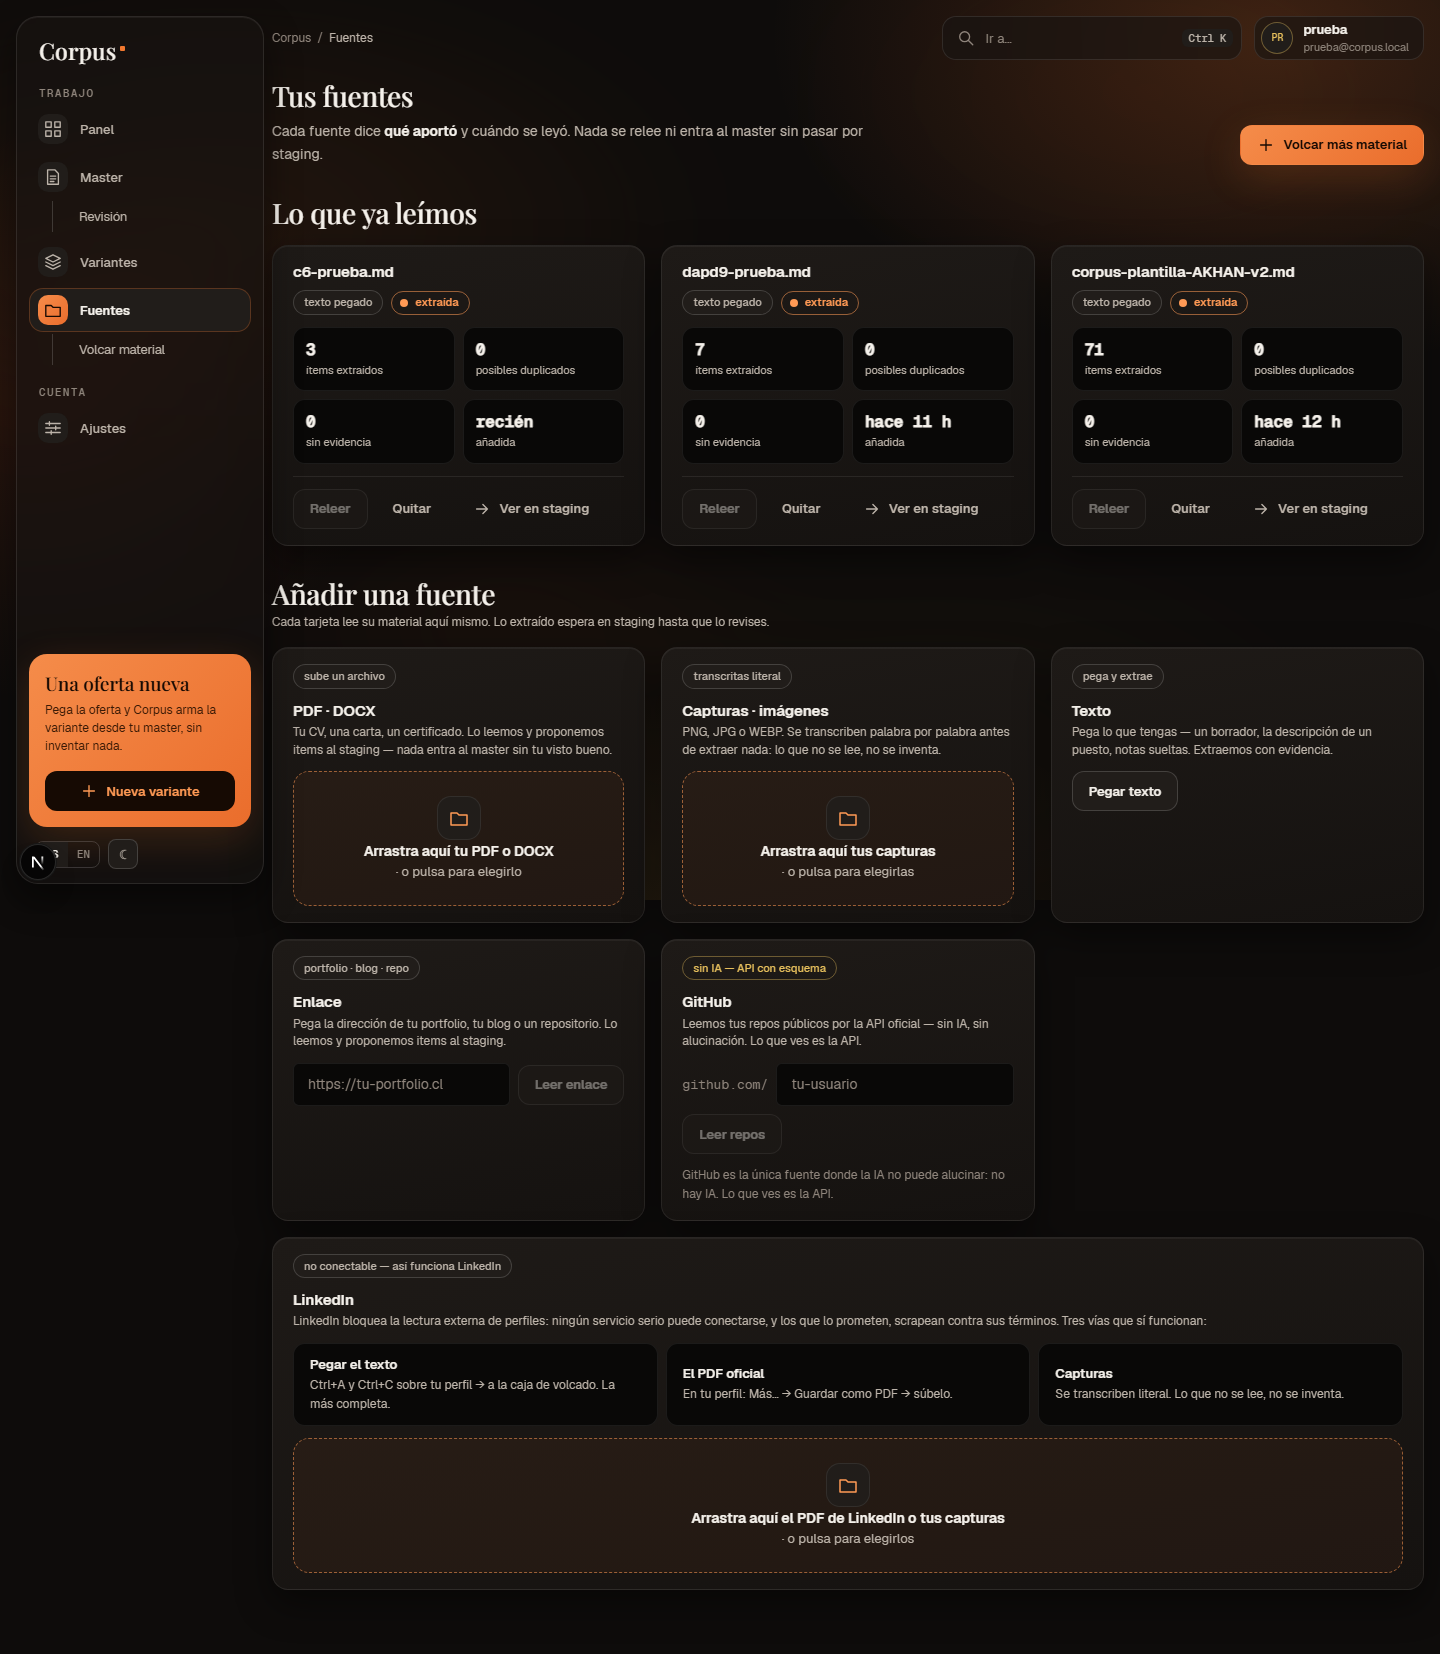 Corpus
TRABAJO
Panel
Master
Revisión
Variantes
Fuentes
Volcar material
CUENTA
Ajustes
Una oferta nueva
Pega la oferta y Corpus arma la
variante desde tu master, sin
inventar nada.
Nueva variante
EN
Corpus / Fuentes
Ir a...
Ctrl K
PR
prueba
prueba@corpus.local
Tus fuentes
Cada fuente dice qué aportó y cuándo se leyó. Nada se relee ni entra al master sin pasar por
staging.
Volcar más material
Lo que ya leímos
c6-prueba.md
texto pegado
extraída
3
ítems extraídos
0
posibles duplicados
0
sin evidencia
recién
añadida
Releer
Quitar
Ver en staging
dapd9-prueba.md
texto pegado
extraída
7
ítems extraídos
0
posibles duplicados
0
sin evidencia
hace 11 h
añadida
Releer
Quitar
Ver en staging
corpus-plantilla-AKHAN-v2.md
texto pegado
extraída
71
ítems extraídos
0
posibles duplicados
0
sin evidencia
hace 12 h
añadida
Releer
Quitar
Ver en staging
Añadir una fuente
Cada tarjeta lee su material aquí mismo. Lo extraído espera en staging hasta que lo revises.
sube un archivo
PDF · DOCX
Tu CV, una carta, un certificado. Lo leemos y proponemos
items al staging — nada entra al master sin tu visto bueno.
Arrastra aquí tu PDF o DOCX
· o pulsa para elegirlo
transcritas literal
Capturas · imágenes
PNG, JPG o WEBP. Se transcriben palabra por palabra antes
de extraer nada: lo que no se lee, no se inventa.
Arrastra aquí tus capturas
· o pulsa para elegirlas
pega y extrae
Texto
Pega lo que tengas — un borrador, la descripción de un
puesto, notas sueltas. Extraemos con evidencia.
Pegar texto
portfolio · blog · repo
Enlace
Pega la dirección de tu portfolio, tu blog o un repositorio. Lo
leemos y proponemos items al staging.
https://tu-portfolio.cl
Leer enlace
sin IA — API con esquema
GitHub
Leemos tus repos públicos por la API oficial — sin IA, sin
alucinación. Lo que ves es la API.
github.com/
tu-usuario
Leer repos
GitHub es la única fuente donde la IA no puede alucinar: no
hay IA. Lo que ves es la API.
no conectable — así funciona LinkedIn
LinkedIn
LinkedIn bloquea la lectura externa de perfiles: ningún servicio serio puede conectarse, y los que lo prometen, scrapean contra sus términos. Tres vías que sí funcionan:
Pegar el texto
Ctrl+A y Ctrl+C sobre tu perfil → a la caja de volcado. La
más completa.
El PDF oficial
En tu perfil: Más... → Guardar como PDF → súbelo.
Capturas
Se transcriben literal. Lo que no se lee, no se inventa.
Arrastra aquí el PDF de LinkedIn o tus capturas
· o pulsa para elegirlos